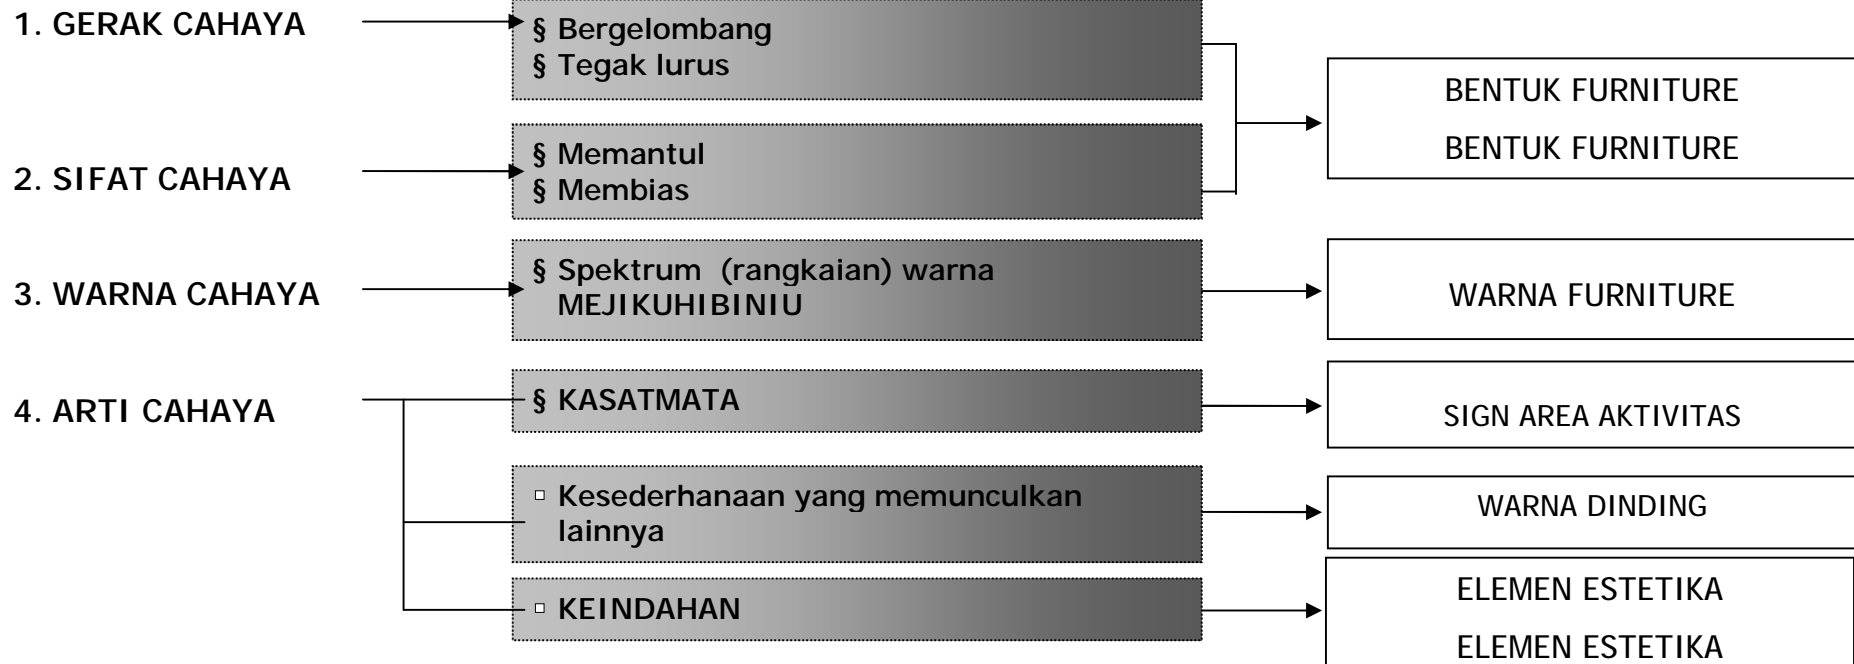 1. GERAK CAHAYA
§ Bergelombang
§ Tegak lurus
BENTUK FURNITURE
BENTUK FURNITURE
2. SIFAT CAHAYA
§ Memantul
§ Membias
3. WARNA CAHAYA
§ Spektrum (rangkaian) warna
MEJIKUHIBINIU
WARNA FURNITURE
4. ARTI CAHAYA
§ KASATMATA
SIGN AREA AKTIVITAS
▫ Kesederhanaan yang memunculkan
lainnya
WARNA DINDING
▫ KEINDAHAN
ELEMEN ESTETIKA
ELEMEN ESTETIKA